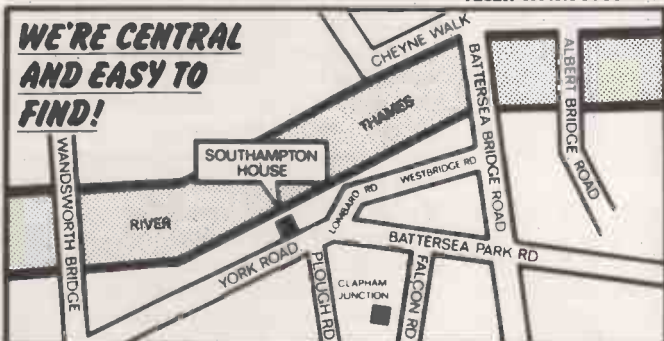 WE'RE CENTRAL
AND EASY TO
FIND!
CHEYNE WALK
BATTERSEA BRIDGE ROAD
ALBERT BRIDGE ROAD
THAMES
WANDSWORTH BRIDGE
SOUTHAMPTON
HOUSE
WESTBRIDGE RD
LOMBARD RD
RIVER
BATTERSEA PARK RD
YORK ROAD
PLOUGH RD
CLAPHAM
JUNCTION
FALCON RD